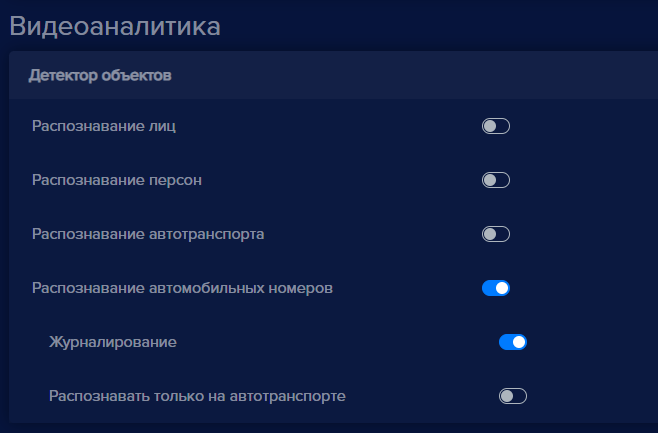 Видеоаналитика
Детектор объектов
Распознавание лиц
Распознавание персон
Распознавание автотранспорта
Распознавание автомобильных номеров
Журналирование
Распознавать только на автотранспорте